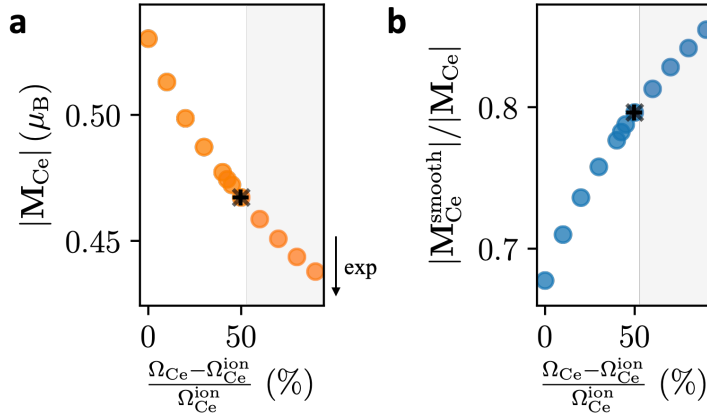 a
|M_Ce| (μ_B)
0.50
0.45
exp
0
50
(Ω_Ce − Ω_Ce^ion)/Ω_Ce^ion (%)
b
|M_Ce^smooth|/|M_Ce|
0.8
0.7
0
50
(Ω_Ce − Ω_Ce^ion)/Ω_Ce^ion (%)